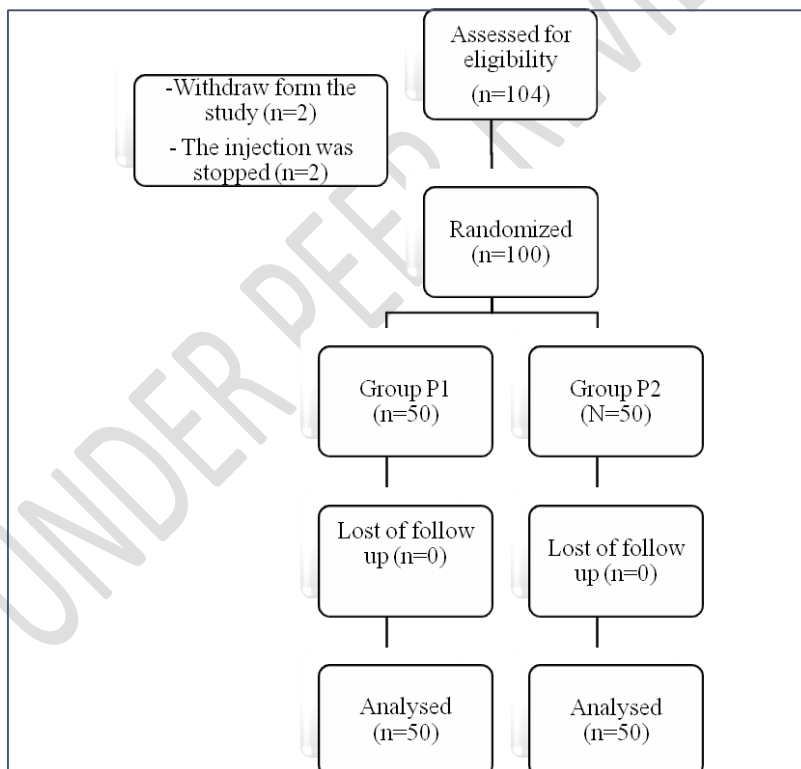 Assessed for
eligibility
(n=104)
-Withdraw form the
study (n=2)
- The injection was
stopped (n=2)
Randomized
(n=100)
Group P1
(n=50)
Group P2
(N=50)
Lost of follow
up (n=0)
Lost of follow
up (n=0)
Analysed
(n=50)
Analysed
(n=50)
UNDER PEER REVIE